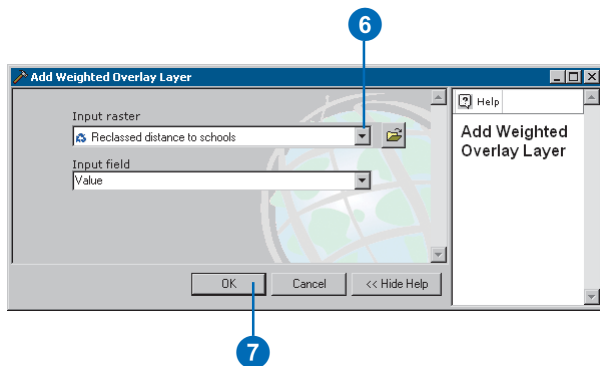 6
Add Weighted Overlay Layer
Input raster
Reclassed distance to schools
Input field
Value
OK
Cancel
<< Hide Help
Help
Add Weighted
Overlay Layer
7